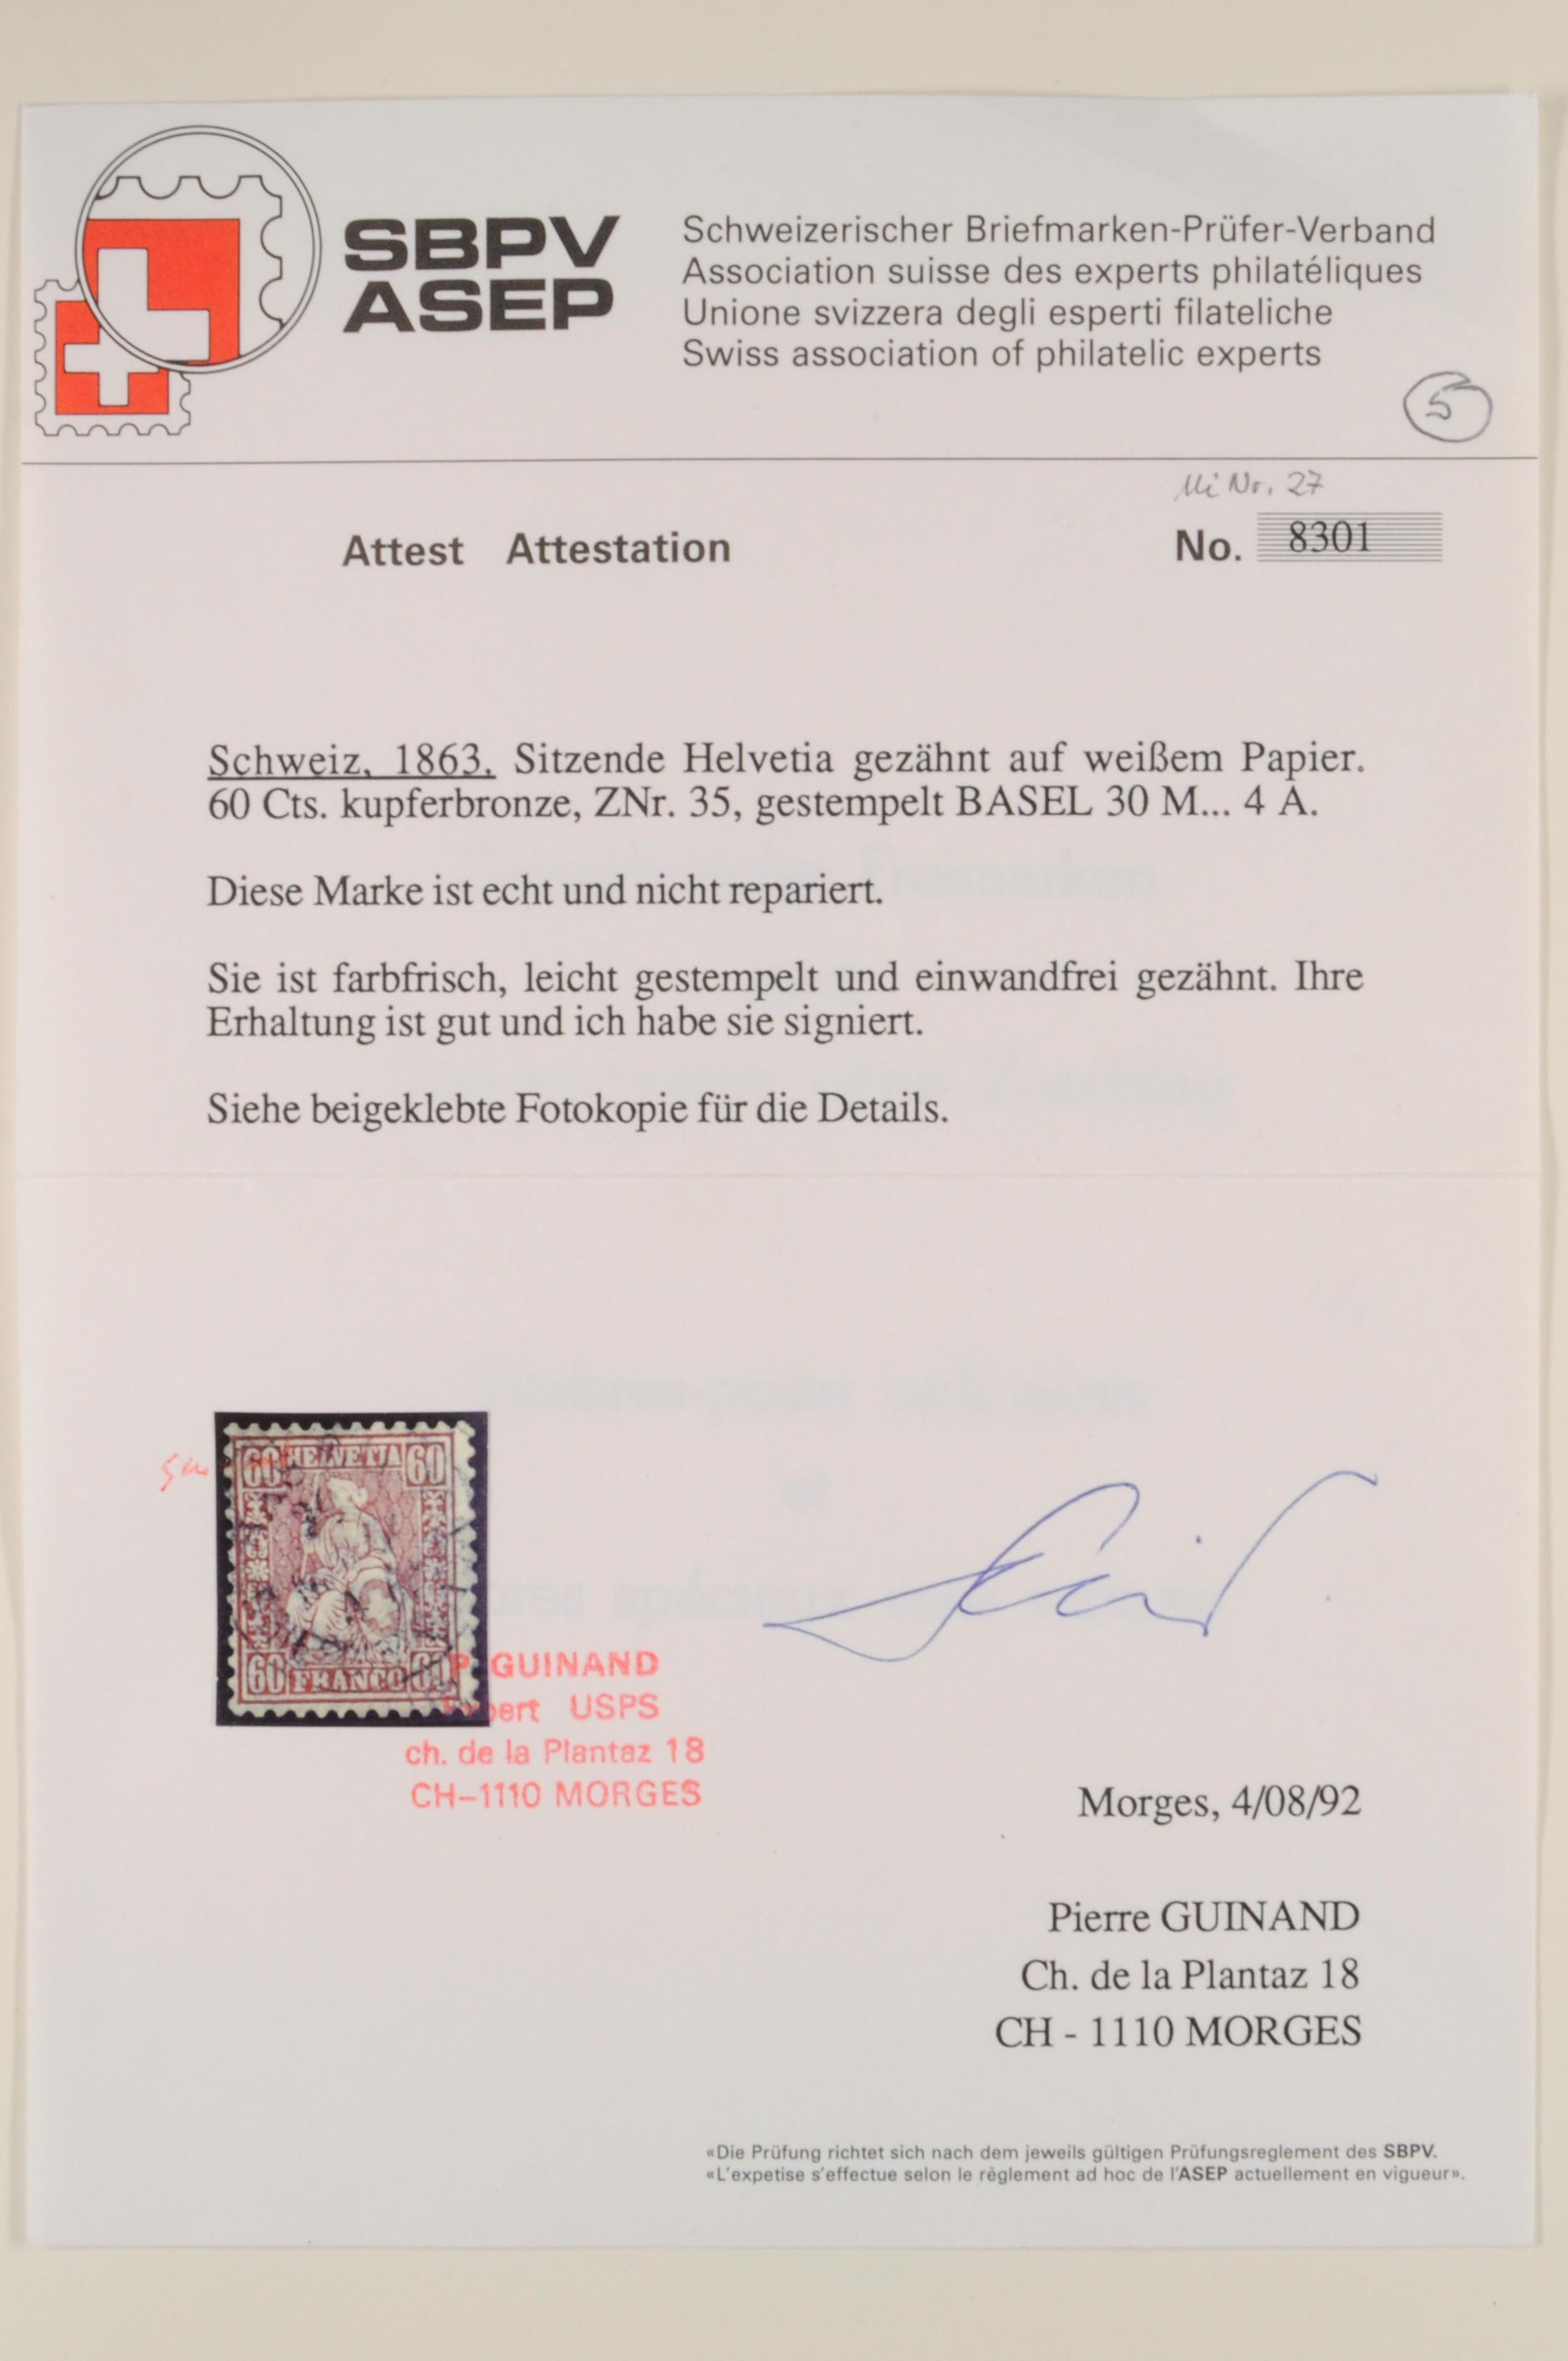 SBPV
ASEP
Schweizerischer Briefmarken-Prüfer-Verband
Association suisse des experts philatéliques
Unione svizzera degli esperti filateliche
Swiss association of philatelic experts
5
Mi Nr. 27
Attest Attestation
No. 8301
Schweiz, 1863. Sitzende Helvetia gezähnt auf weißem Papier.
60 Cts. kupferbronze, ZNr. 35, gestempelt BASEL 30 M... 4 A.
Diese Marke ist echt und nicht repariert.
Sie ist farbfrisch, leicht gestempelt und einwandfrei gezähnt. Ihre
Erhaltung ist gut und ich habe sie signiert.
Siehe beigeklebte Fotokopie für die Details.
60 HELVETIA 60
60 FRANCO 60
P. GUINAND
Expert USPS
ch. de la Plantaz 18
CH-1110 MORGES
Morges, 4/08/92
Pierre GUINAND
Ch. de la Plantaz 18
CH - 1110 MORGES
«Die Prüfung richtet sich nach dem jeweils gültigen Prüfungsreglement des SBPV.
«L'expetise s'effectue selon le règlement ad hoc de l'ASEP actuellement en vigueur».